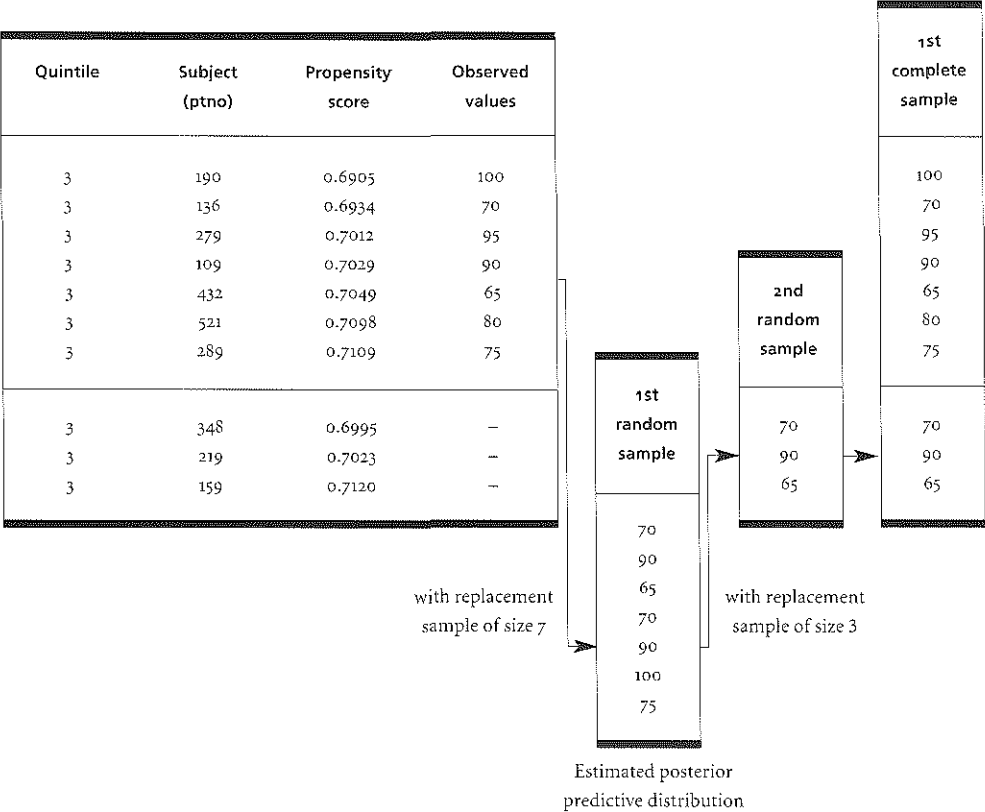 Quintile Subject (ptno) Propensity score Observed values
3 190 0.6905 100
3 136 0.6934 70
3 279 0.7012 95
3 109 0.7029 90
3 432 0.7049 65
3 521 0.7098 80
3 289 0.7109 75
3 348 0.6995 –
3 219 0.7023 –
3 159 0.7120 –
with replacement
sample of size 7
1st
random
sample
70
90
65
70
90
100
75
Estimated posterior
predictive distribution
with replacement
sample of size 3
2nd
random
sample
70
90
65
1st
complete
sample
100
70
95
90
65
80
75
70
90
65